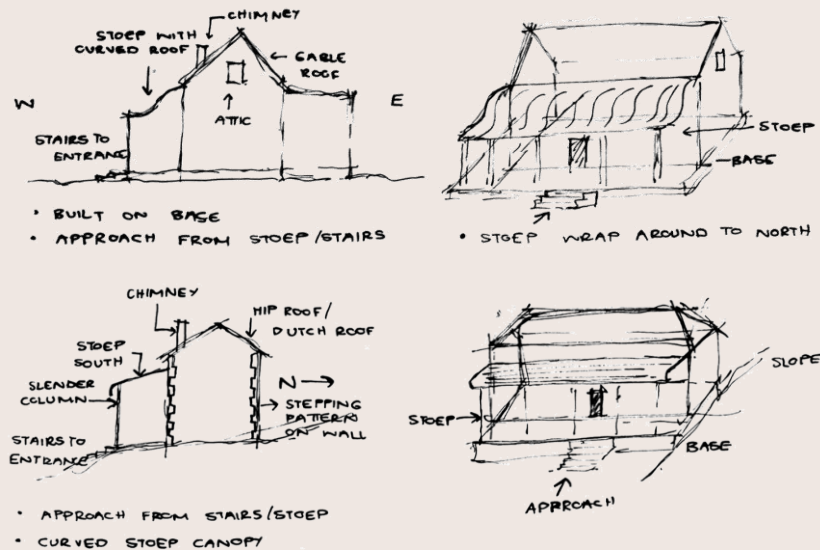 CHIMNEY
STOEP WITH
CURVED ROOF
GABLE
ROOF
W
E
ATTIC
STAIRS TO
ENTRANCE
• BUILT ON BASE
• APPROACH FROM STOEP/STAIRS
STOEP
BASE
• STOEP WRAP AROUND TO NORTH
CHIMNEY
HIP ROOF/
DUTCH ROOF
STOEP
SOUTH
SLENDER
COLUMN
N
STEPPING
PATTERN
ON WALL
STAIRS TO
ENTRANCE
• APPROACH FROM STAIRS/STOEP
• CURVED STOEP CANOPY
SLOPE
STOEP
BASE
APPROACH